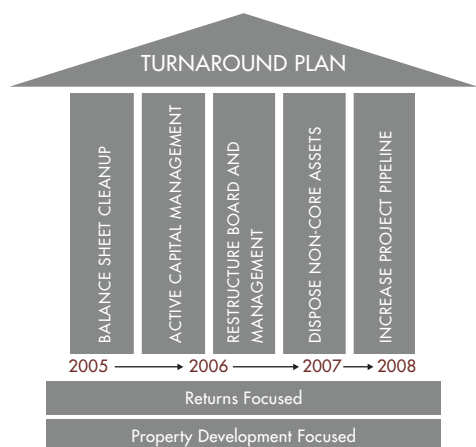 TURNAROUND PLAN
BALANCE SHEET CLEANUP
ACTIVE CAPITAL MANAGEMENT
RESTRUCTURE BOARD AND
MANAGEMENT
DISPOSE NON-CORE ASSETS
INCREASE PROJECT PIPELINE
2005 2006 2007 2008
Returns Focused
Property Development Focused